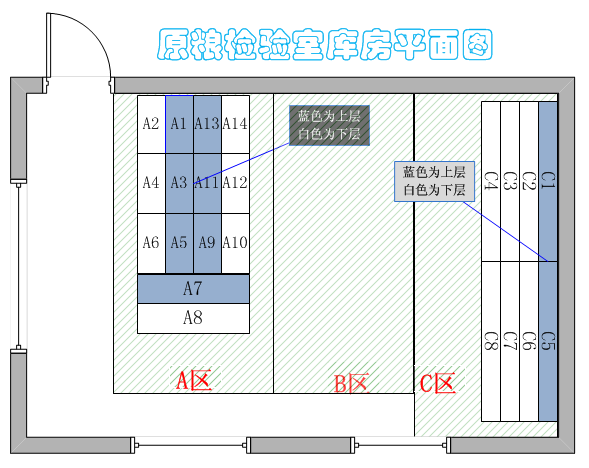 原粮检验室库房平面图
蓝色为上层
白色为下层
A2 A1 A13 A14
A4 A3 A11 A12
A6 A5 A9 A10
A7
A8
蓝色为上层
白色为下层
C4 C3 C2 C1
C8 C7 C6 C5
A区
B区
C区